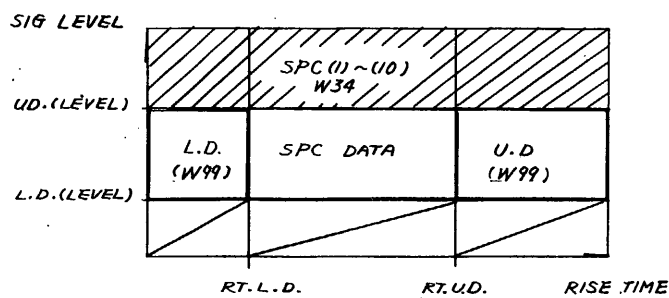 SIG LEVEL
SPC (1) ~ (10)
W34
UD. (LEVEL)
L.D. SPC DATA U.D
(W99) (W99)
L.D. (LEVEL)
RT. L.D. RT. U.D. RISE TIME